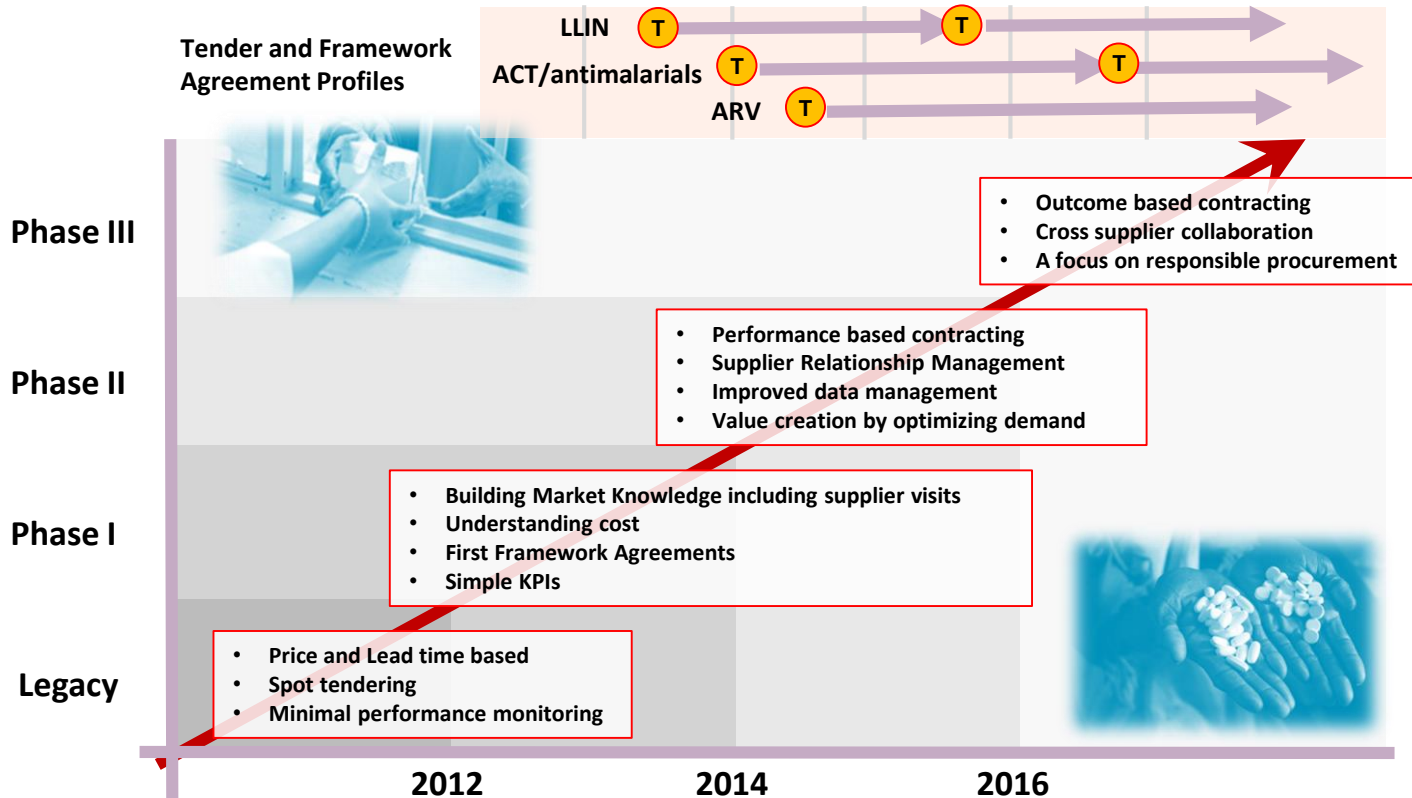 Tender and Framework
Agreement Profiles
LLIN T T
ACT/antimalarials T T
ARV T
Phase III
• Outcome based contracting
• Cross supplier collaboration
• A focus on responsible procurement
Phase II
• Performance based contracting
• Supplier Relationship Management
• Improved data management
• Value creation by optimizing demand
Phase I
• Building Market Knowledge including supplier visits
• Understanding cost
• First Framework Agreements
• Simple KPIs
Legacy
• Price and Lead time based
• Spot tendering
• Minimal performance monitoring
2012 2014 2016